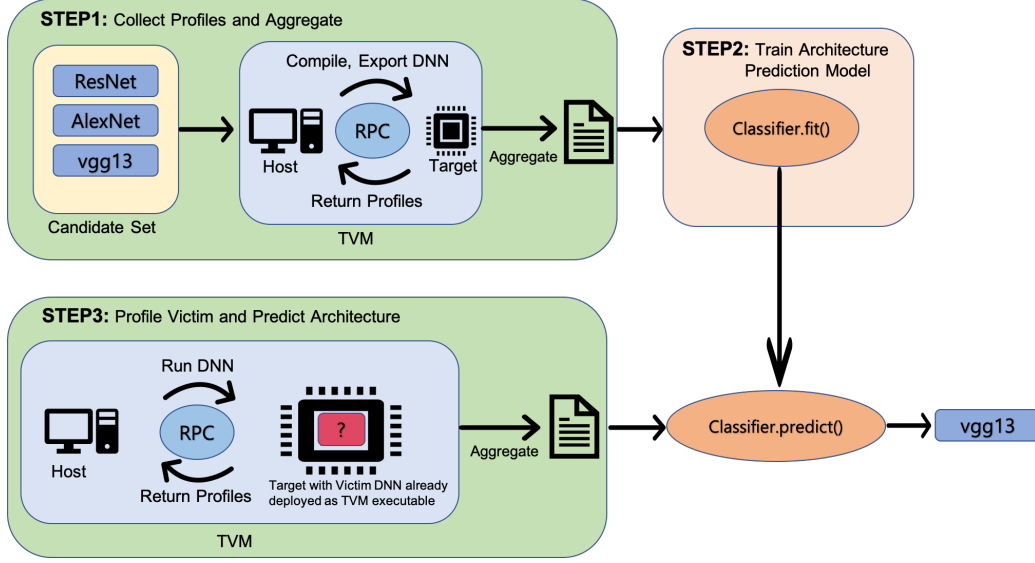 STEP1: Collect Profiles and Aggregate
ResNet
AlexNet
vgg13
Candidate Set
Compile, Export DNN
RPC
Host
Target
Return Profiles
TVM
Aggregate
STEP2: Train Architecture
Prediction Model
Classifier.fit()
STEP3: Profile Victim and Predict Architecture
Run DNN
RPC
?
Host
Return Profiles
Target with Victim DNN already
deployed as TVM executable
TVM
Aggregate
Classifier.predict()
vgg13